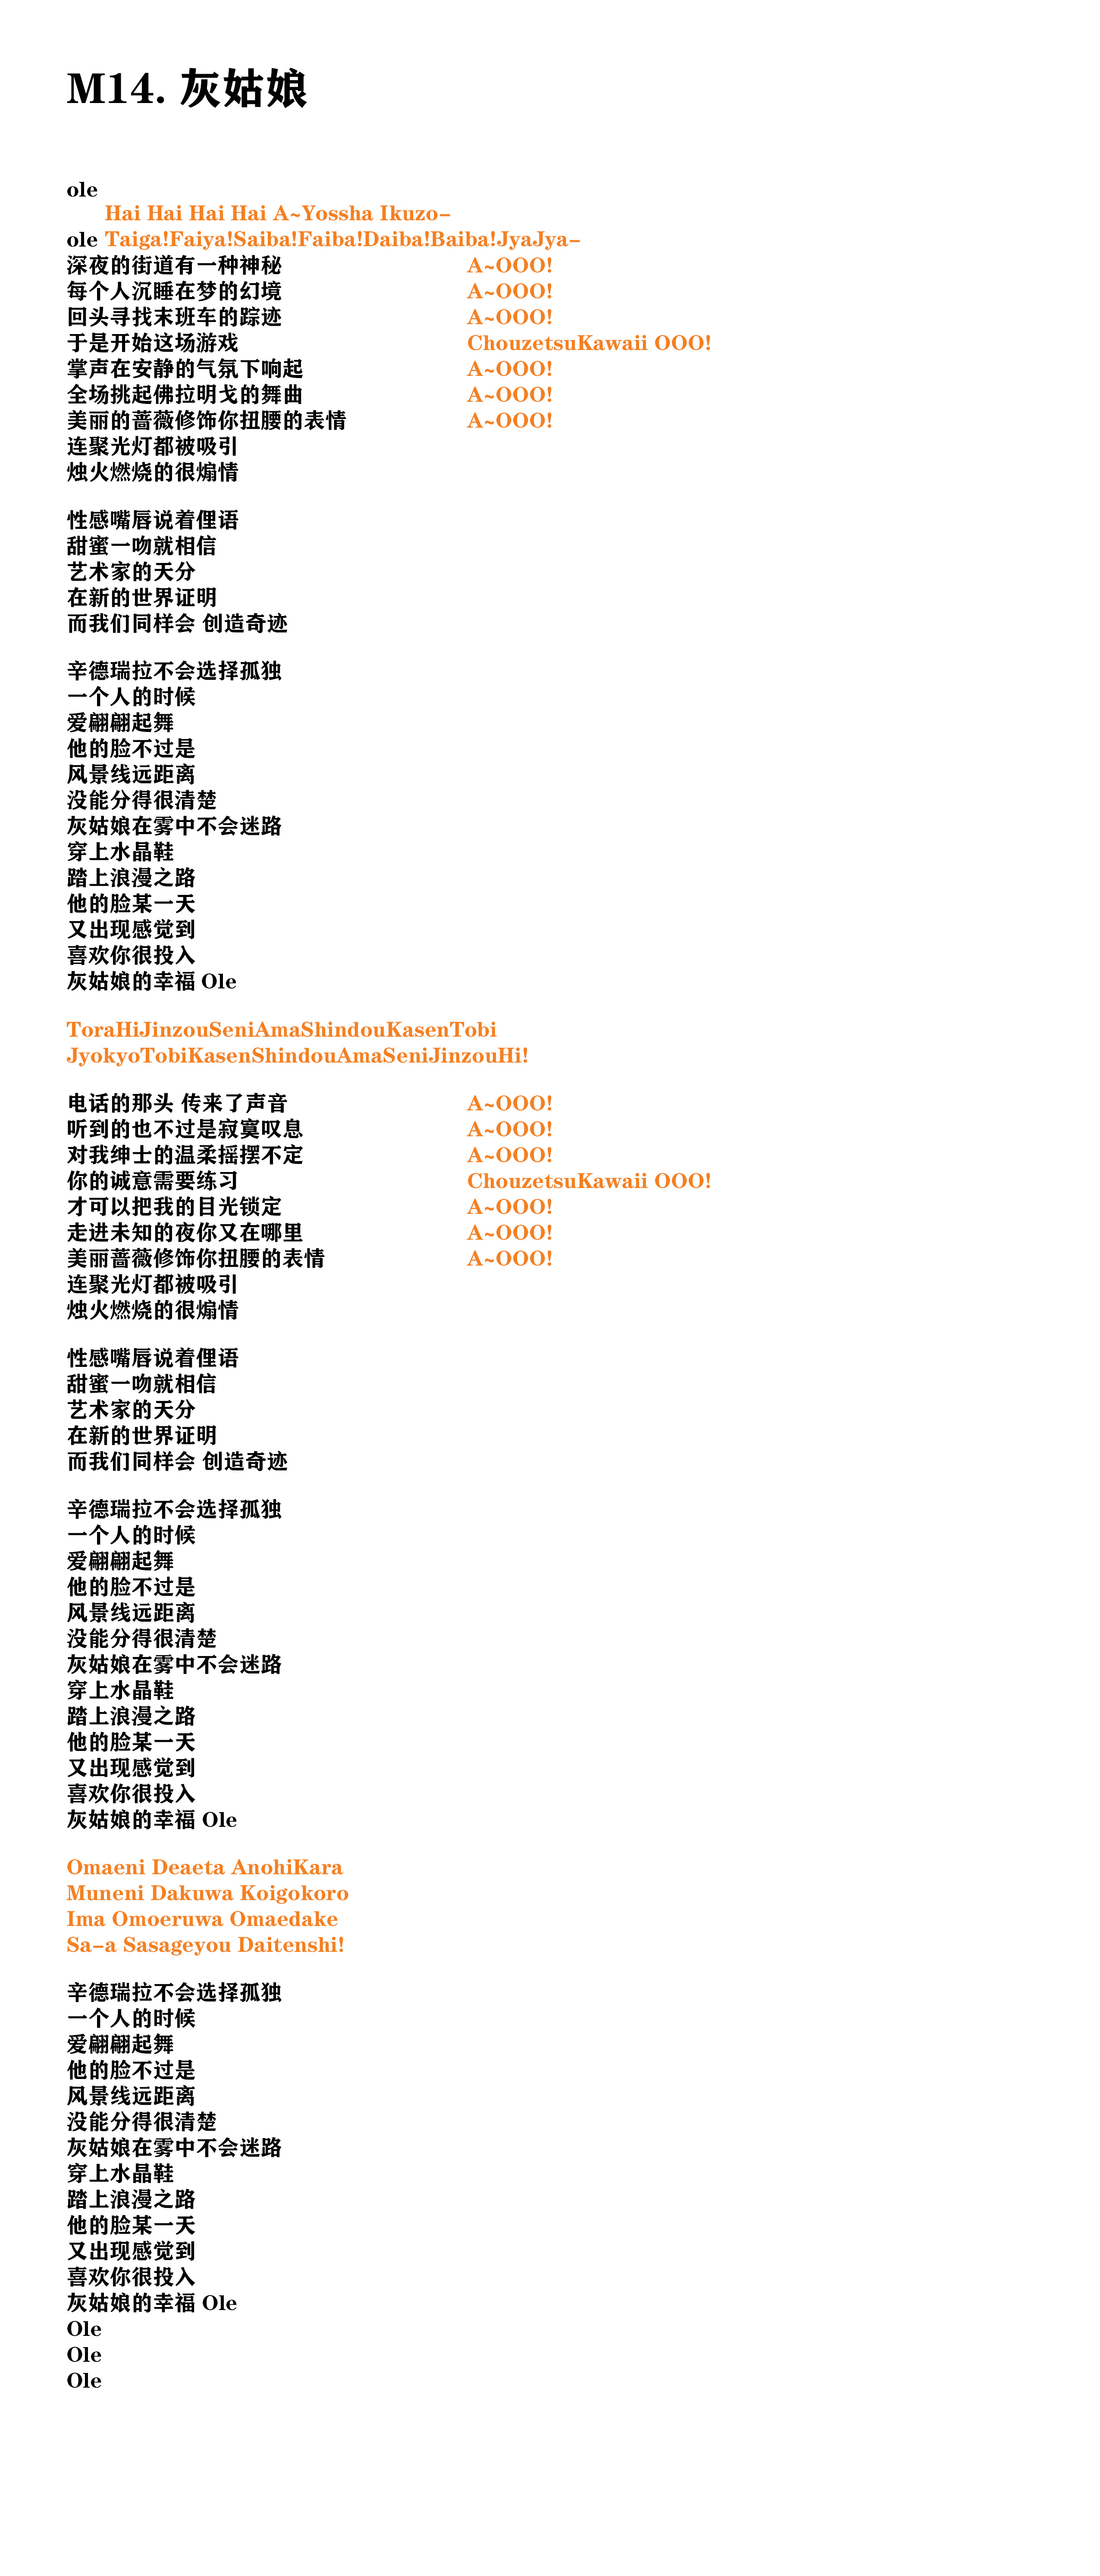 M14. 灰姑娘
ole
Hai Hai Hai Hai A~Yossha Ikuzo-
ole Taiga!Faiya!Saiba!Faiba!Daiba!Baiba!JyaJya-
深夜的街道有一种神秘 A~OOO!
每个人沉睡在梦的幻境 A~OOO!
回头寻找末班车的踪迹 A~OOO!
于是开始这场游戏 ChouzetsuKawaii OOO!
掌声在安静的气氛下响起 A~OOO!
全场挑起佛拉明戈的舞曲 A~OOO!
美丽的蔷薇修饰你扭腰的表情 A~OOO!
连聚光灯都被吸引
烛火燃烧的很煽情
性感嘴唇说着俚语
甜蜜一吻就相信
艺术家的天分
在新的世界证明
而我们同样会 创造奇迹
辛德瑞拉不会选择孤独
一个人的时候
爱翩翩起舞
他的脸不过是
风景线远距离
没能分得很清楚
灰姑娘在雾中不会迷路
穿上水晶鞋
踏上浪漫之路
他的脸某一天
又出现感觉到
喜欢你很投入
灰姑娘的幸福 Ole
ToraHiJinzouSeniAmaShindouKasenTobi
JyokyoTobiKasenShindouAmaSeniJinzouHi!
电话的那头 传来了声音 A~OOO!
听到的也不过是寂寞叹息 A~OOO!
对我绅士的温柔摇摆不定 A~OOO!
你的诚意需要练习 ChouzetsuKawaii OOO!
才可以把我的目光锁定 A~OOO!
走进未知的夜你又在哪里 A~OOO!
美丽蔷薇修饰你扭腰的表情 A~OOO!
连聚光灯都被吸引
烛火燃烧的很煽情
性感嘴唇说着俚语
甜蜜一吻就相信
艺术家的天分
在新的世界证明
而我们同样会 创造奇迹
辛德瑞拉不会选择孤独
一个人的时候
爱翩翩起舞
他的脸不过是
风景线远距离
没能分得很清楚
灰姑娘在雾中不会迷路
穿上水晶鞋
踏上浪漫之路
他的脸某一天
又出现感觉到
喜欢你很投入
灰姑娘的幸福 Ole
Omaeni Deaeta AnohiKara
Muneni Dakuwa Koigokoro
Ima Omoeruwa Omaedake
Sa-a Sasageyou Daitenshi!
辛德瑞拉不会选择孤独
一个人的时候
爱翩翩起舞
他的脸不过是
风景线远距离
没能分得很清楚
灰姑娘在雾中不会迷路
穿上水晶鞋
踏上浪漫之路
他的脸某一天
又出现感觉到
喜欢你很投入
灰姑娘的幸福 Ole
Ole
Ole
Ole